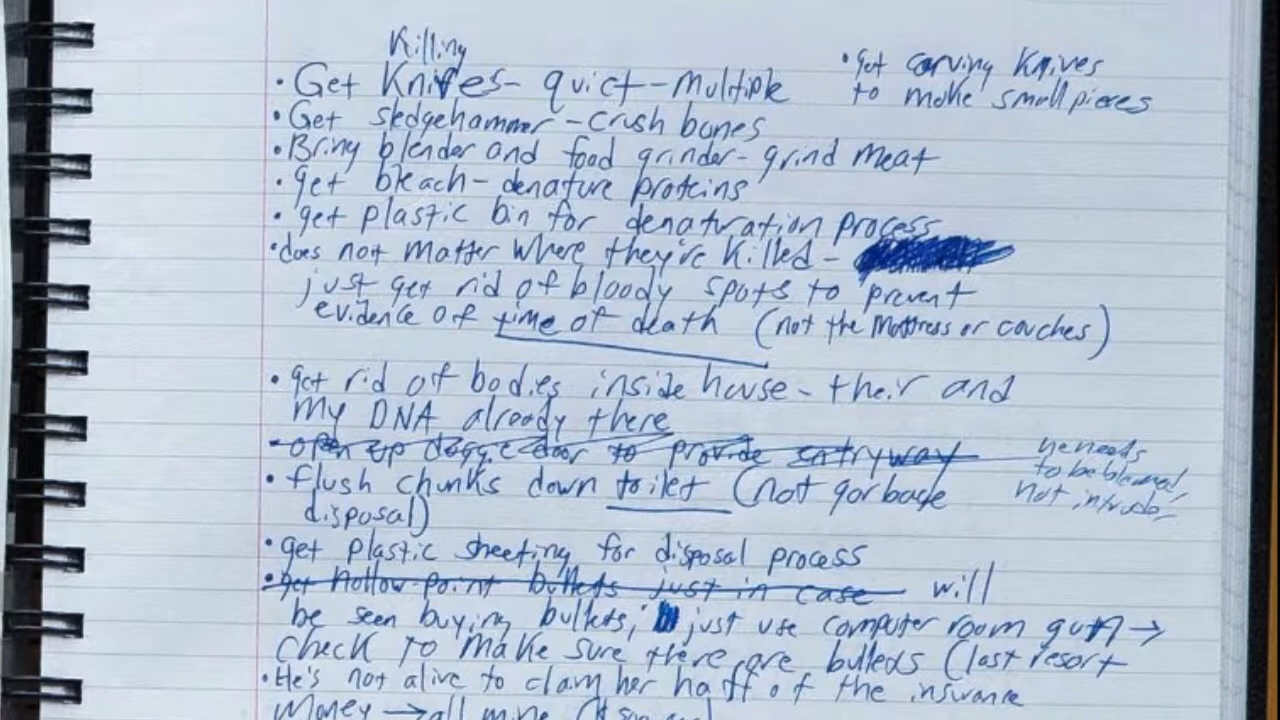 Killing
• Get Knives - quiet - Multiple
• get carving Knives
to make small pieces
• Get sledgehammer - crush bones
• Bring blender and food grinder - grind meat
• get bleach - denature proteins
• get plastic bin for denaturation process
• does not matter where they're killed -
just get rid of bloody spots to prevent
evidence of time of death (not the mattress or couches)
• get rid of bodies inside house - their and
My DNA already there
• open up doggie door to provide entryway
he needs
to be blamed,
not intruder
• flush chunks down toilet (not garbage
disposal)
• get plastic sheeting for disposal process
• get hollow point bullets just in case will
be seen buying bullets; just use computer room gun →
check to make sure there are bullets (last resort
• He's not alive to claim her half of the insurance
Money → all mine